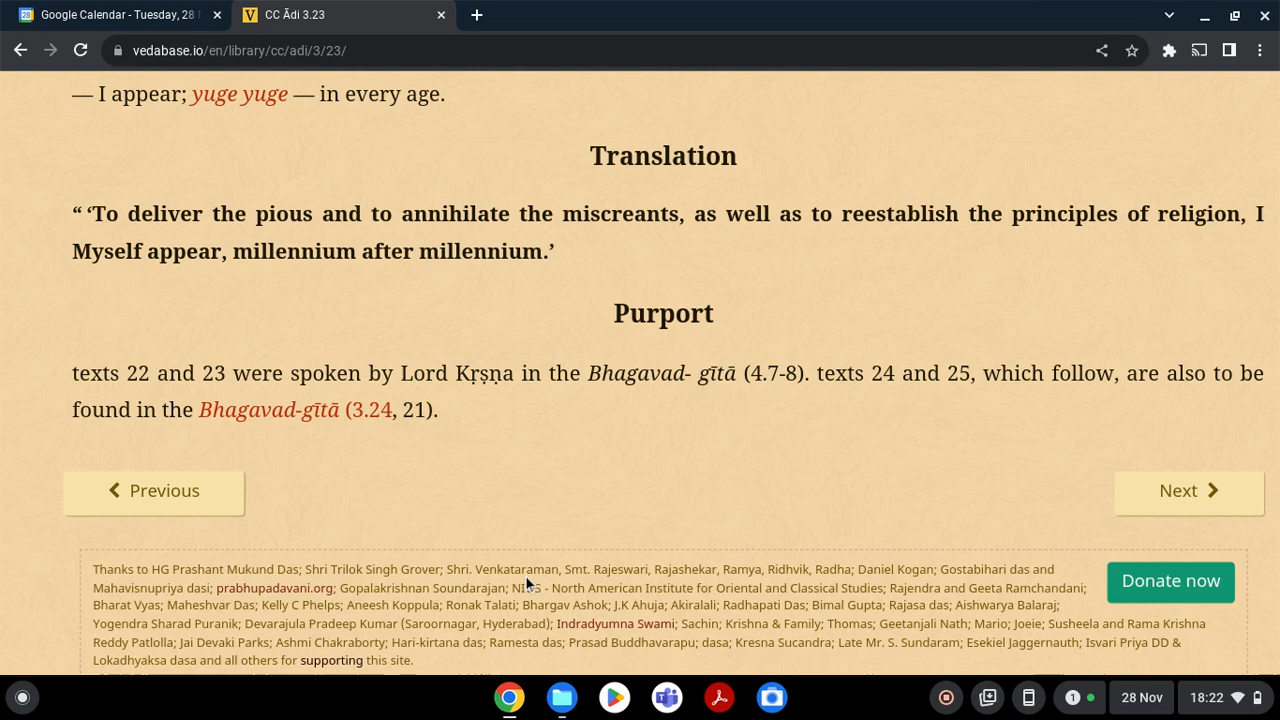 Google Calendar - Tuesday, 28
CC Ādi 3.23
vedabase.io/en/library/cc/adi/3/23/
— I appear; yuge yuge — in every age.
Translation
“ ‘To deliver the pious and to annihilate the miscreants, as well as to reestablish the principles of religion, I
Myself appear, millennium after millennium.’
Purport
texts 22 and 23 were spoken by Lord Kṛṣṇa in the Bhagavad- gītā (4.7-8). texts 24 and 25, which follow, are also to be
found in the Bhagavad-gītā (3.24, 21).
Previous
Next
Thanks to HG Prashant Mukund Das; Shri Trilok Singh Grover; Shri. Venkataraman, Smt. Rajeswari, Rajashekar, Ramya, Ridhvik, Radha; Daniel Kogan; Gostabihari das and
Mahavisnupriya dasi; prabhupadavani.org; Gopalakrishnan Soundarajan; - North American Institute for Oriental and Classical Studies; Rajendra and Geeta Ramchandani;
Bharat Vyas; Maheshvar Das; Kelly C Phelps; Aneesh Koppula; Ronak Talati; Bhargav Ashok; J.K Ahuja; Akiralali; Radhapati Das; Bimal Gupta; Rajasa das; Aishwarya Balaraj;
Yogendra Sharad Puranik; Devarajula Pradeep Kumar (Saroornagar, Hyderabad); Indradyumna Swami; Sachin; Krishna & Family; Thomas; Geetanjali Nath; Mario; Joeie; Susheela and Rama Krishna
Reddy Patlolla; Jai Devaki Parks; Ashmi Chakraborty; Hari-kirtana das; Ramesta das; Prasad Buddhavarapu; dasa; Kresna Sucandra; Late Mr. S. Sundaram; Esekiel Jaggernauth; Isvari Priya DD &
Lokadhyaksa dasa and all others for supporting this site.
Donate now
1
28 Nov
18:22